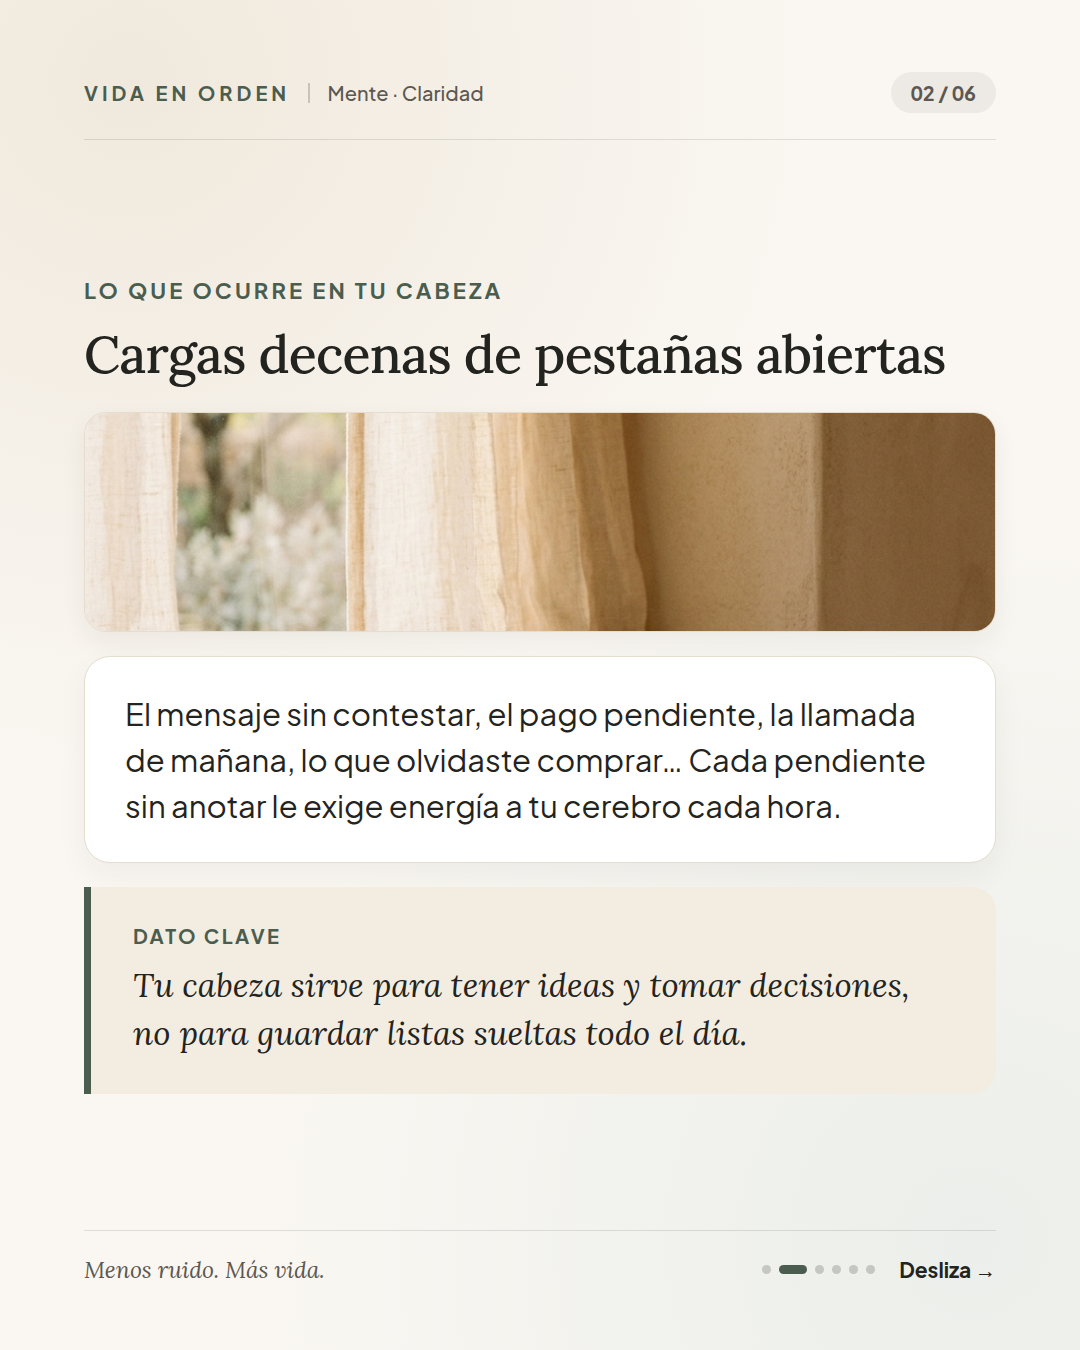 VIDA EN ORDEN | Mente · Claridad
02 / 06
LO QUE OCURRE EN TU CABEZA
Cargas decenas de pestañas abiertas
El mensaje sin contestar, el pago pendiente, la llamada
de mañana, lo que olvidaste comprar... Cada pendiente
sin anotar le exige energía a tu cerebro cada hora.
DATO CLAVE
Tu cabeza sirve para tener ideas y tomar decisiones,
no para guardar listas sueltas todo el día.
Menos ruido. Más vida.
Desliza →